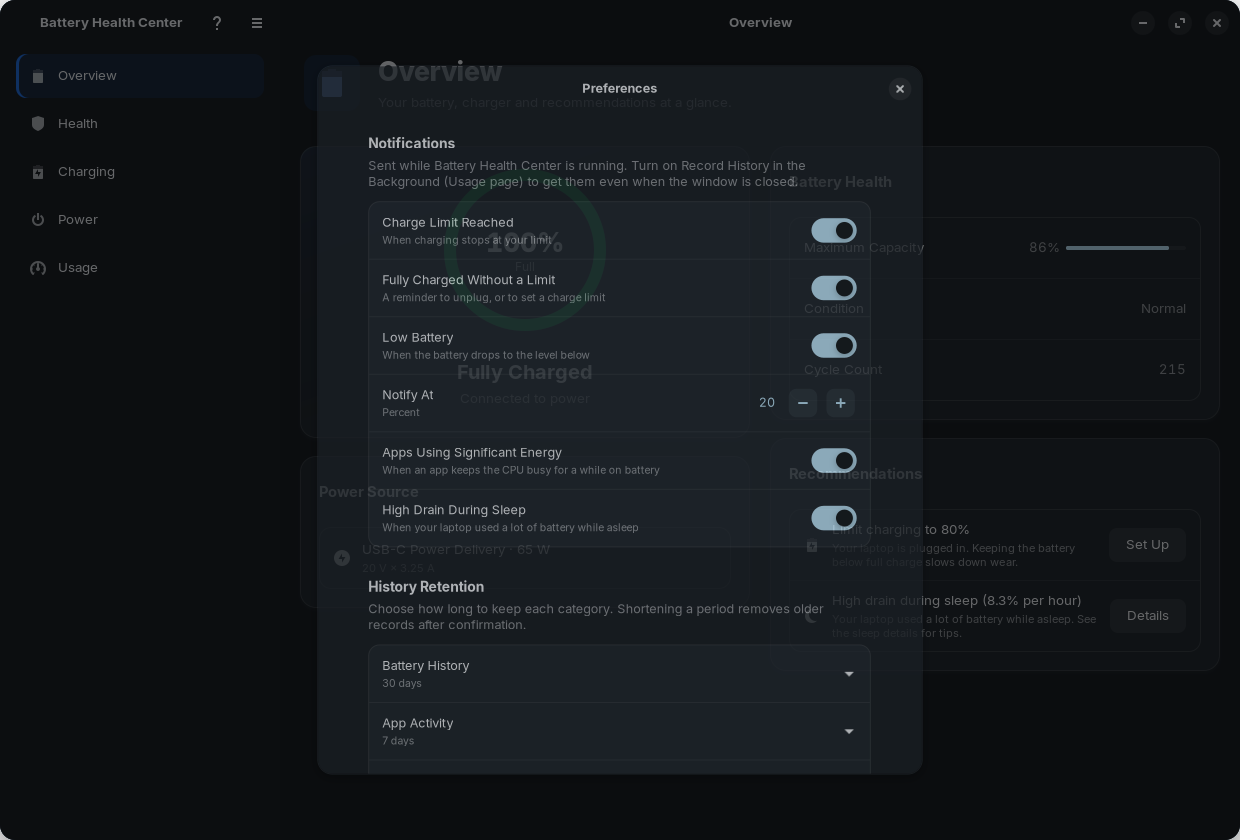 Battery Health Center
?
Overview
Overview
Health
Charging
Power
Usage
Overview
Your battery, charger and recommendations at a glance.
Preferences
Notifications
Sent while Battery Health Center is running. Turn on Record History in the
Background (Usage page) to get them even when the window is closed.
Charge Limit Reached
When charging stops at your limit
Fully Charged Without a Limit
A reminder to unplug, or to set a charge limit
Low Battery
When the battery drops to the level below
Notify At
Percent
20
Apps Using Significant Energy
When an app keeps the CPU busy for a while on battery
High Drain During Sleep
When your laptop used a lot of battery while asleep
History Retention
Choose how long to keep each category. Shortening a period removes older
records after confirmation.
Battery History
30 days
App Activity
7 days
100%
Full
Fully Charged
Connected to power
Power Source
USB-C Power Delivery · 65 W
20 V × 3.25 A
Battery Health
Maximum Capacity
86%
Condition
Normal
Cycle Count
215
Recommendations
Limit charging to 80%
Your laptop is plugged in. Keeping the battery
below full charge slows down wear.
Set Up
High drain during sleep (8.3% per hour)
Your laptop used a lot of battery while asleep. See
the sleep details for tips.
Details